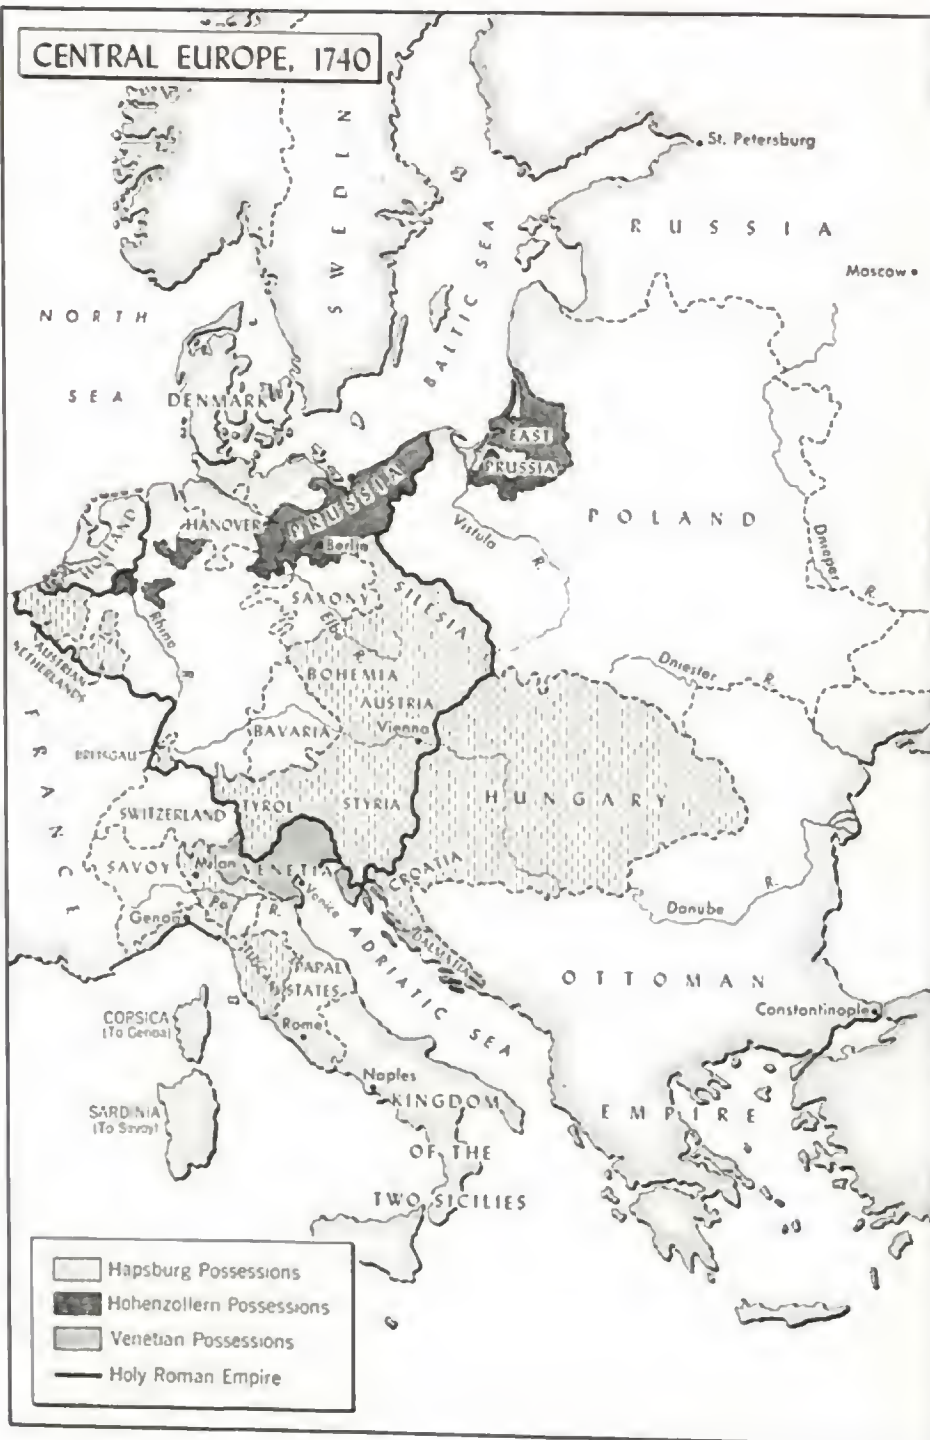 CENTRAL EUROPE, 1740
SWEDEN
St. Petersburg
RUSSIA
Moscow
NORTH
SEA
BALTIC SEA
DENMARK
EAST
PRUSSIA
PRUSSIA
HANOVER
Berlin
HOLLAND
POLAND
Vistula
R.
Dnieper
R.
SILESIA
SAXONY
Elbe
R.
Rhine
R.
AUSTRIAN
NETHERLANDS
BOHEMIA
AUSTRIA
Vienna
BAVARIA
Dniester
R.
BREISGAU
FRANCE
SWITZERLAND
TYROL
STYRIA
HUNGARY
SAVOY
Milan
VENETIA
Venice
CROATIA
Po
R.
Genoa
Danube
R.
DALMATIA
ADRIATIC SEA
PAPAL
STATES
OTTOMAN
EMPIRE
Constantinople
CORSICA
(To Genoa)
Rome
Naples
KINGDOM
OF THE
TWO SICILIES
SARDINIA
(To Savoy)
Hapsburg Possessions
Hohenzollern Possessions
Venetian Possessions
Holy Roman Empire